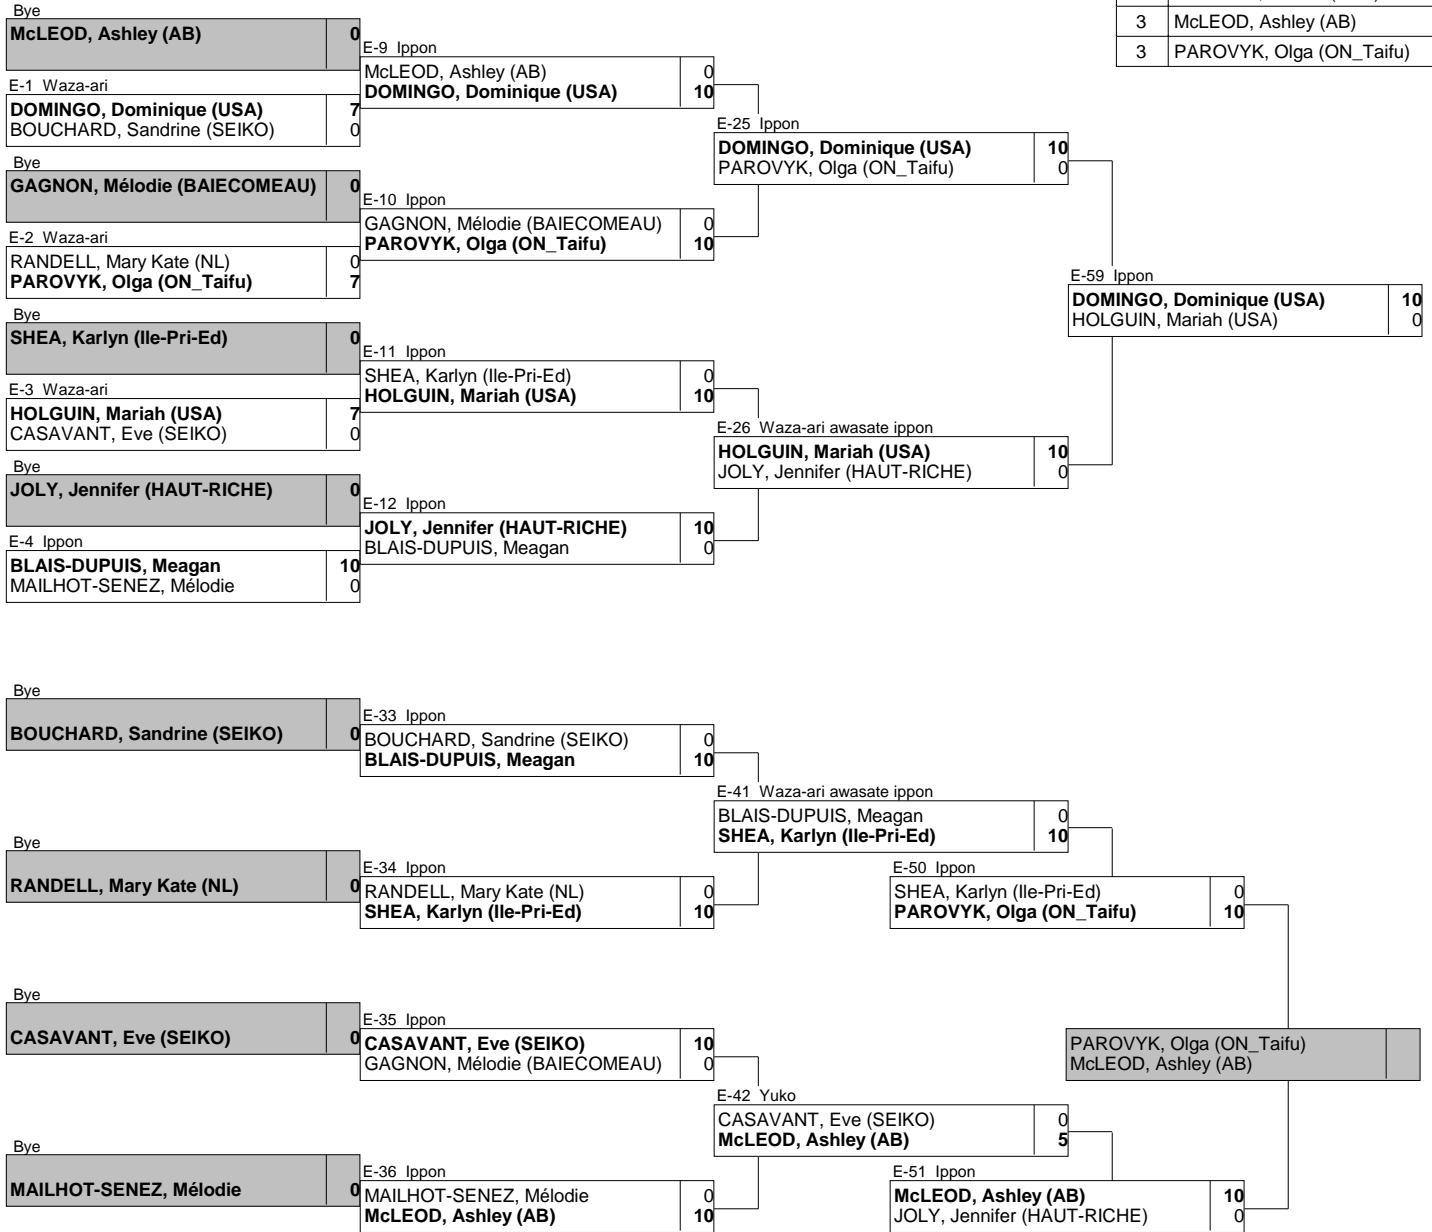 Bye
McLEOD, Ashley (AB) 0
E-1 Waza-ari
DOMINGO, Dominique (USA) 7
BOUCHARD, Sandrine (SEIKO) 0
Bye
GAGNON, Mélodie (BAIECOMEAU) 0
E-2 Waza-ari
RANDELL, Mary Kate (NL) 0
PAROVYK, Olga (ON_Taifu) 7
Bye
SHEA, Karlyn (Ile-Pri-Ed) 0
E-3 Waza-ari
HOLGUIN, Mariah (USA) 7
CASAVANT, Eve (SEIKO) 0
Bye
JOLY, Jennifer (HAUT-RICHE) 0
E-4 Ippon
BLAIS-DUPUIS, Meagan 10
MAILHOT-SENEZ, Mélodie 0
E-9 Ippon
McLEOD, Ashley (AB) 0
DOMINGO, Dominique (USA) 10
E-10 Ippon
GAGNON, Mélodie (BAIECOMEAU) 0
PAROVYK, Olga (ON_Taifu) 10
E-11 Ippon
SHEA, Karlyn (Ile-Pri-Ed) 0
HOLGUIN, Mariah (USA) 10
E-12 Ippon
JOLY, Jennifer (HAUT-RICHE) 10
BLAIS-DUPUIS, Meagan 0
E-25 Ippon
DOMINGO, Dominique (USA) 10
PAROVYK, Olga (ON_Taifu) 0
E-26 Waza-ari awasate ippon
HOLGUIN, Mariah (USA) 10
JOLY, Jennifer (HAUT-RICHE) 0
3 McLEOD, Ashley (AB)
3 PAROVYK, Olga (ON_Taifu)
E-59 Ippon
DOMINGO, Dominique (USA) 10
HOLGUIN, Mariah (USA) 0
Bye
BOUCHARD, Sandrine (SEIKO) 0
Bye
RANDELL, Mary Kate (NL) 0
Bye
CASAVANT, Eve (SEIKO) 0
Bye
MAILHOT-SENEZ, Mélodie 0
E-33 Ippon
BOUCHARD, Sandrine (SEIKO) 0
BLAIS-DUPUIS, Meagan 10
E-34 Ippon
RANDELL, Mary Kate (NL) 0
SHEA, Karlyn (Ile-Pri-Ed) 10
E-35 Ippon
CASAVANT, Eve (SEIKO) 10
GAGNON, Mélodie (BAIECOMEAU) 0
E-36 Ippon
MAILHOT-SENEZ, Mélodie 0
McLEOD, Ashley (AB) 10
E-41 Waza-ari awasate ippon
BLAIS-DUPUIS, Meagan 0
SHEA, Karlyn (Ile-Pri-Ed) 10
E-42 Yuko
CASAVANT, Eve (SEIKO) 0
McLEOD, Ashley (AB) 5
E-50 Ippon
SHEA, Karlyn (Ile-Pri-Ed) 0
PAROVYK, Olga (ON_Taifu) 10
E-51 Ippon
McLEOD, Ashley (AB) 10
JOLY, Jennifer (HAUT-RICHE) 0
PAROVYK, Olga (ON_Taifu)
McLEOD, Ashley (AB)